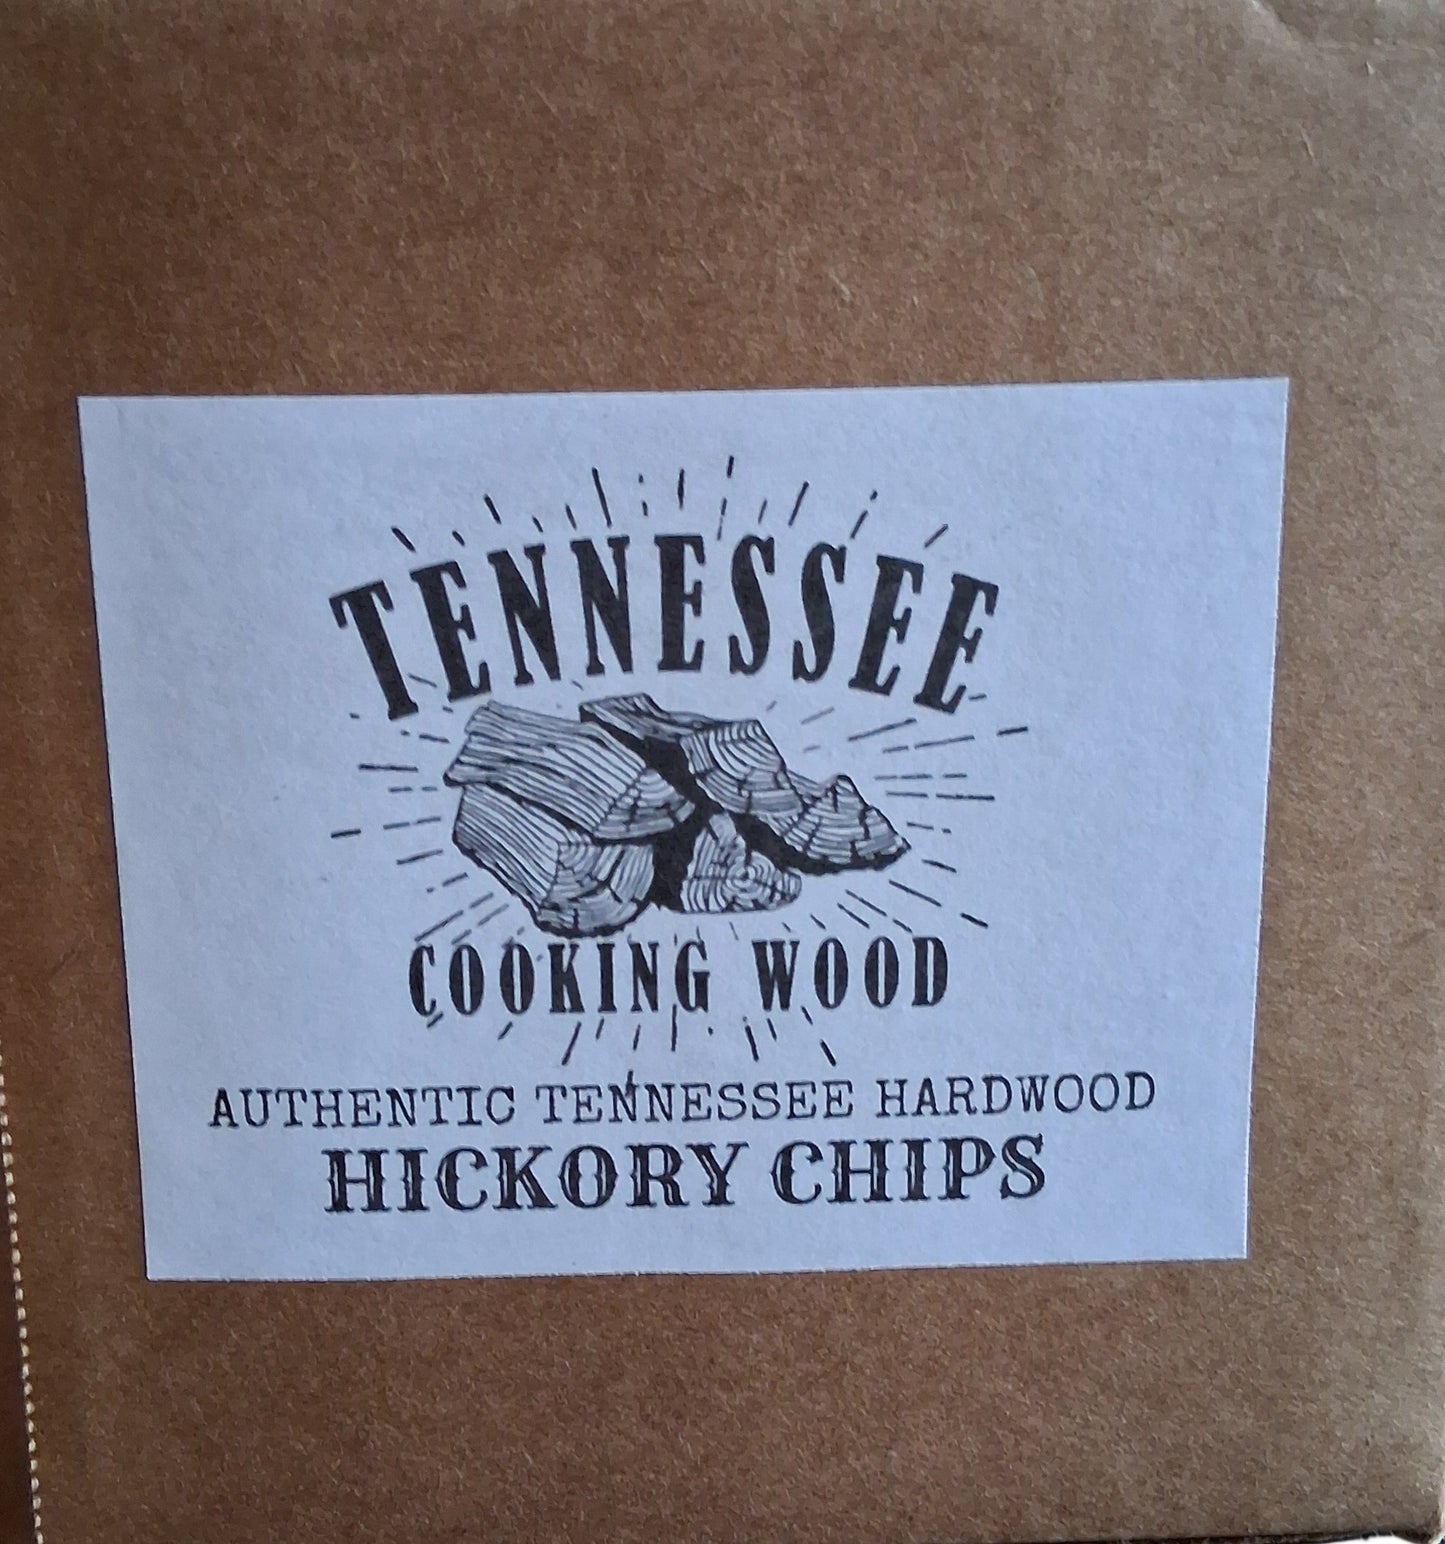 TENNESSEE
COOKING WOOD
AUTHENTIC TENNESSEE HARDWOOD
HICKORY CHIPS